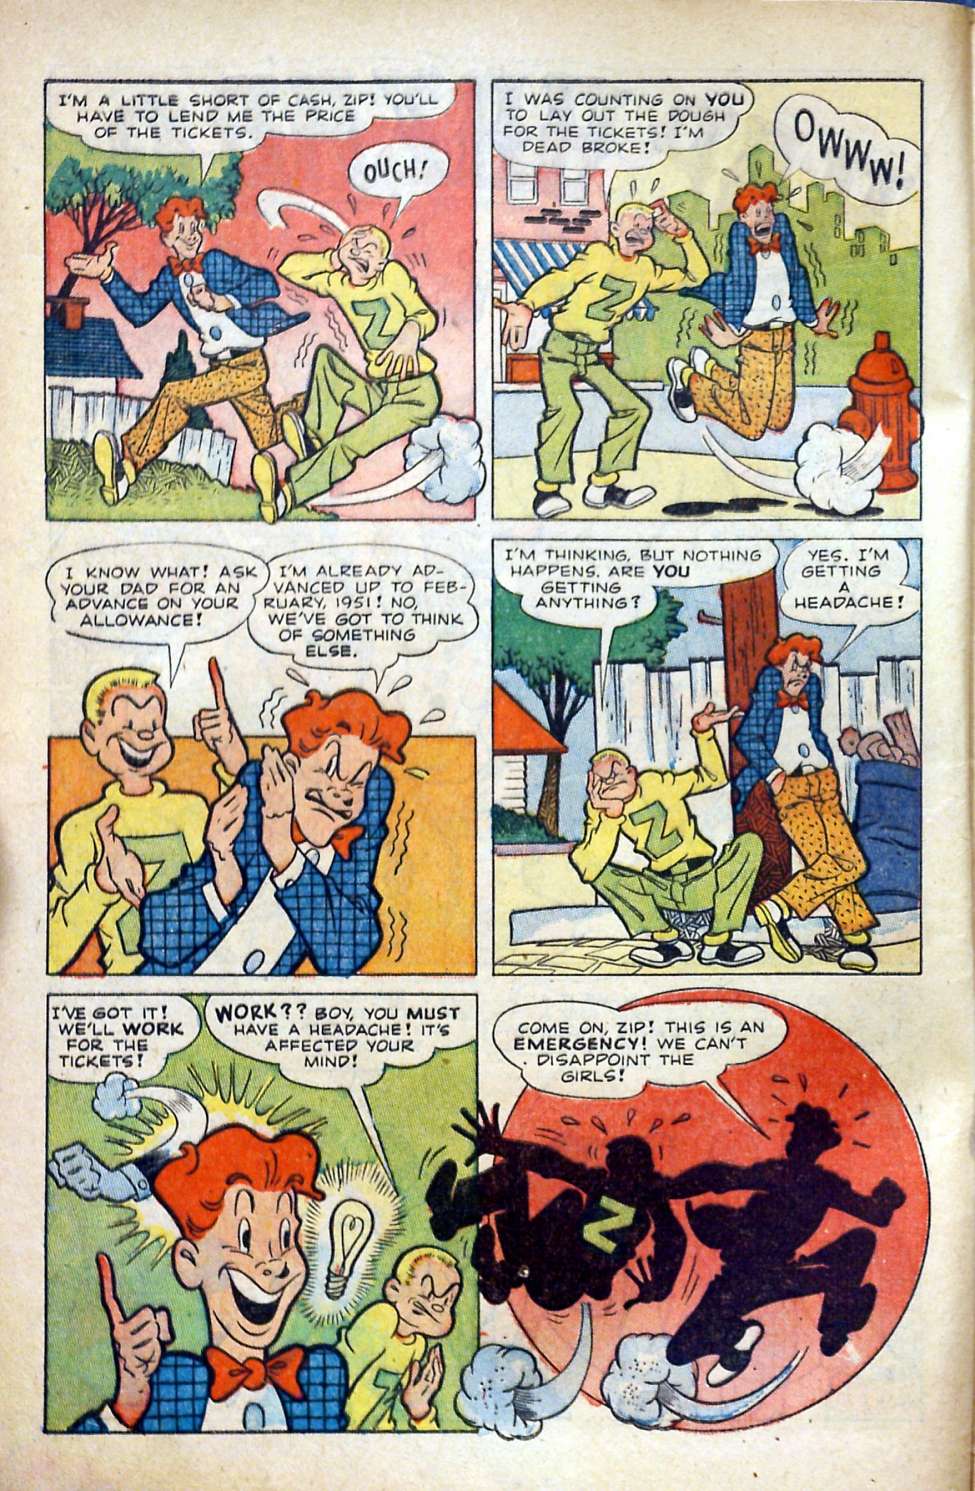 I'M A LITTLE SHORT OF CASH, ZIP! YOU'LL
HAVE TO LEND ME THE PRICE
OF THE TICKETS.
OUCH!
Z
I WAS COUNTING ON YOU
TO LAY OUT THE DOUGH
FOR THE TICKETS! I'M
DEAD BROKE!
OWWW!
Z
I KNOW WHAT! ASK
YOUR DAD FOR AN
ADVANCE ON YOUR
ALLOWANCE!
I'M ALREADY AD-
VANCED UP TO FEB-
RUARY, 1951! NO,
WE'VE GOT TO THINK
OF SOMETHING
ELSE.
Z
I'M THINKING, BUT NOTHING
HAPPENS. ARE YOU
GETTING
ANYTHING?
YES. I'M
GETTING
A
HEADACHE!
Z
I'VE GOT IT!
WE'LL WORK
FOR THE
TICKETS!
WORK?? BOY, YOU MUST
HAVE A HEADACHE! IT'S
AFFECTED YOUR
MIND!
Z
COME ON, ZIP! THIS IS AN
EMERGENCY! WE CAN'T
DISAPPOINT THE
GIRLS!
Z